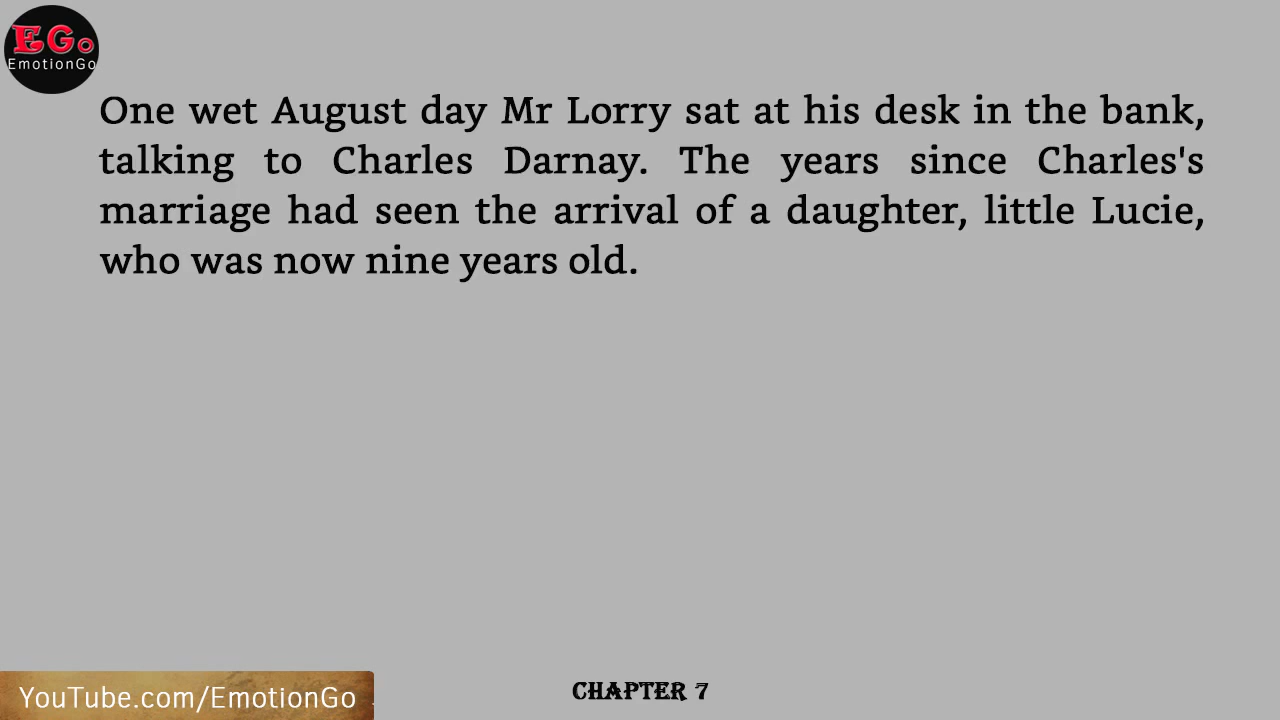 EGo
EmotionGo
One wet August day Mr Lorry sat at his desk in the bank,
talking to Charles Darnay. The years since Charles's
marriage had seen the arrival of a daughter, little Lucie,
who was now nine years old.
YouTube.com/EmotionGo
CHAPTER 7